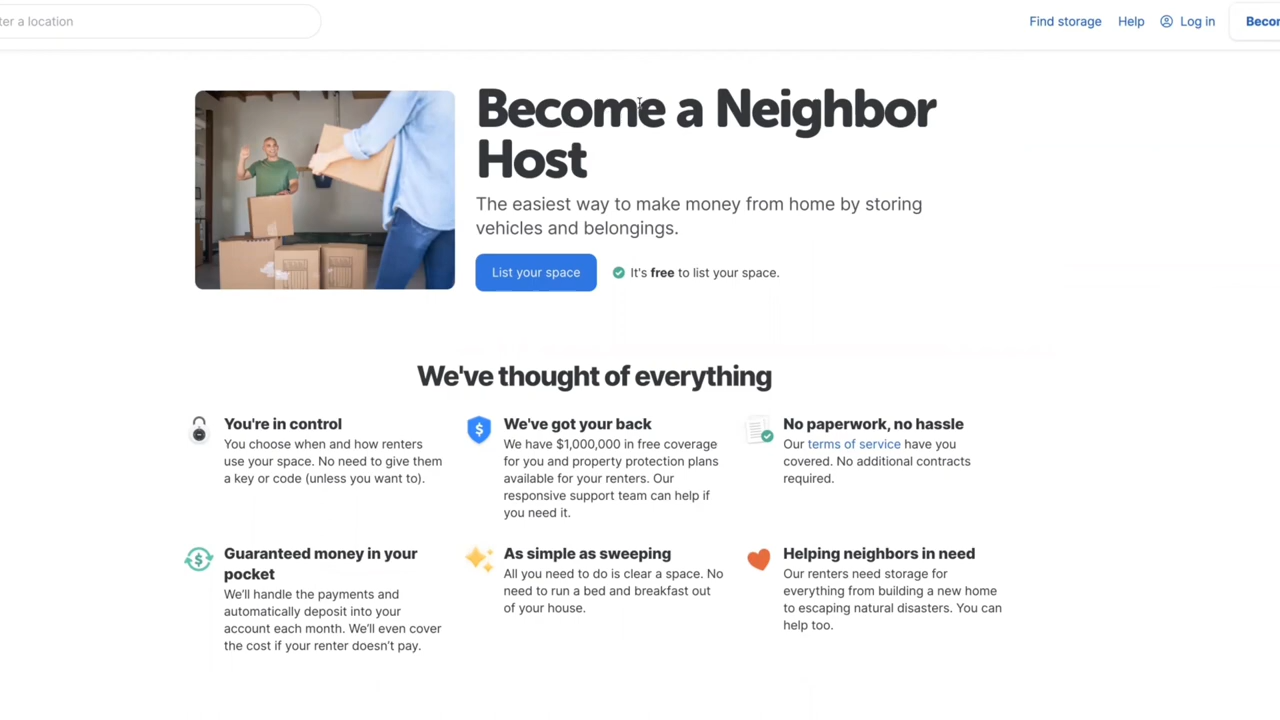 ter a location
Find storage
Help
Log in
Become a Neighbor
Host
The easiest way to make money from home by storing
vehicles and belongings.
List your space
It's free to list your space.
We've thought of everything
You're in control
You choose when and how renters
use your space. No need to give them
a key or code (unless you want to).
We've got your back
We have $1,000,000 in free coverage
for you and property protection plans
available for your renters. Our
responsive support team can help if
you need it.
No paperwork, no hassle
Our terms of service have you
covered. No additional contracts
required.
Guaranteed money in your
pocket
We'll handle the payments and
automatically deposit into your
account each month. We'll even cover
the cost if your renter doesn't pay.
As simple as sweeping
All you need to do is clear a space. No
need to run a bed and breakfast out
of your house.
Helping neighbors in need
Our renters need storage for
everything from building a new home
to escaping natural disasters. You can
help too.